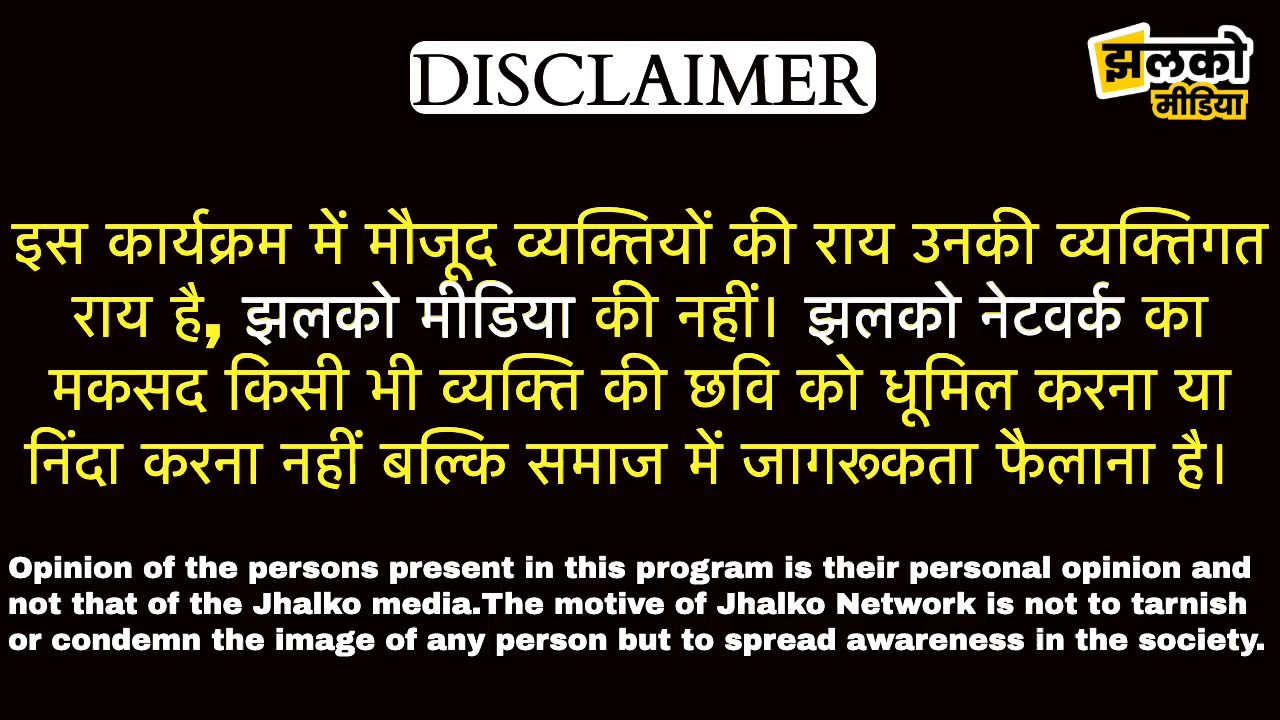 DISCLAIMER
झलको
मीडिया
इस कार्यक्रम में मौजूद व्यक्तियों की राय उनकी व्यक्तिगत
राय है, झलको मीडिया की नहीं। झलको नेटवर्क का
मकसद किसी भी व्यक्ति की छवि को धूमिल करना या
निंदा करना नहीं बल्कि समाज में जागरूकता फैलाना है।
Opinion of the persons present in this program is their personal opinion and
not that of the Jhalko media.The motive of Jhalko Network is not to tarnish
or condemn the image of any person but to spread awareness in the society.